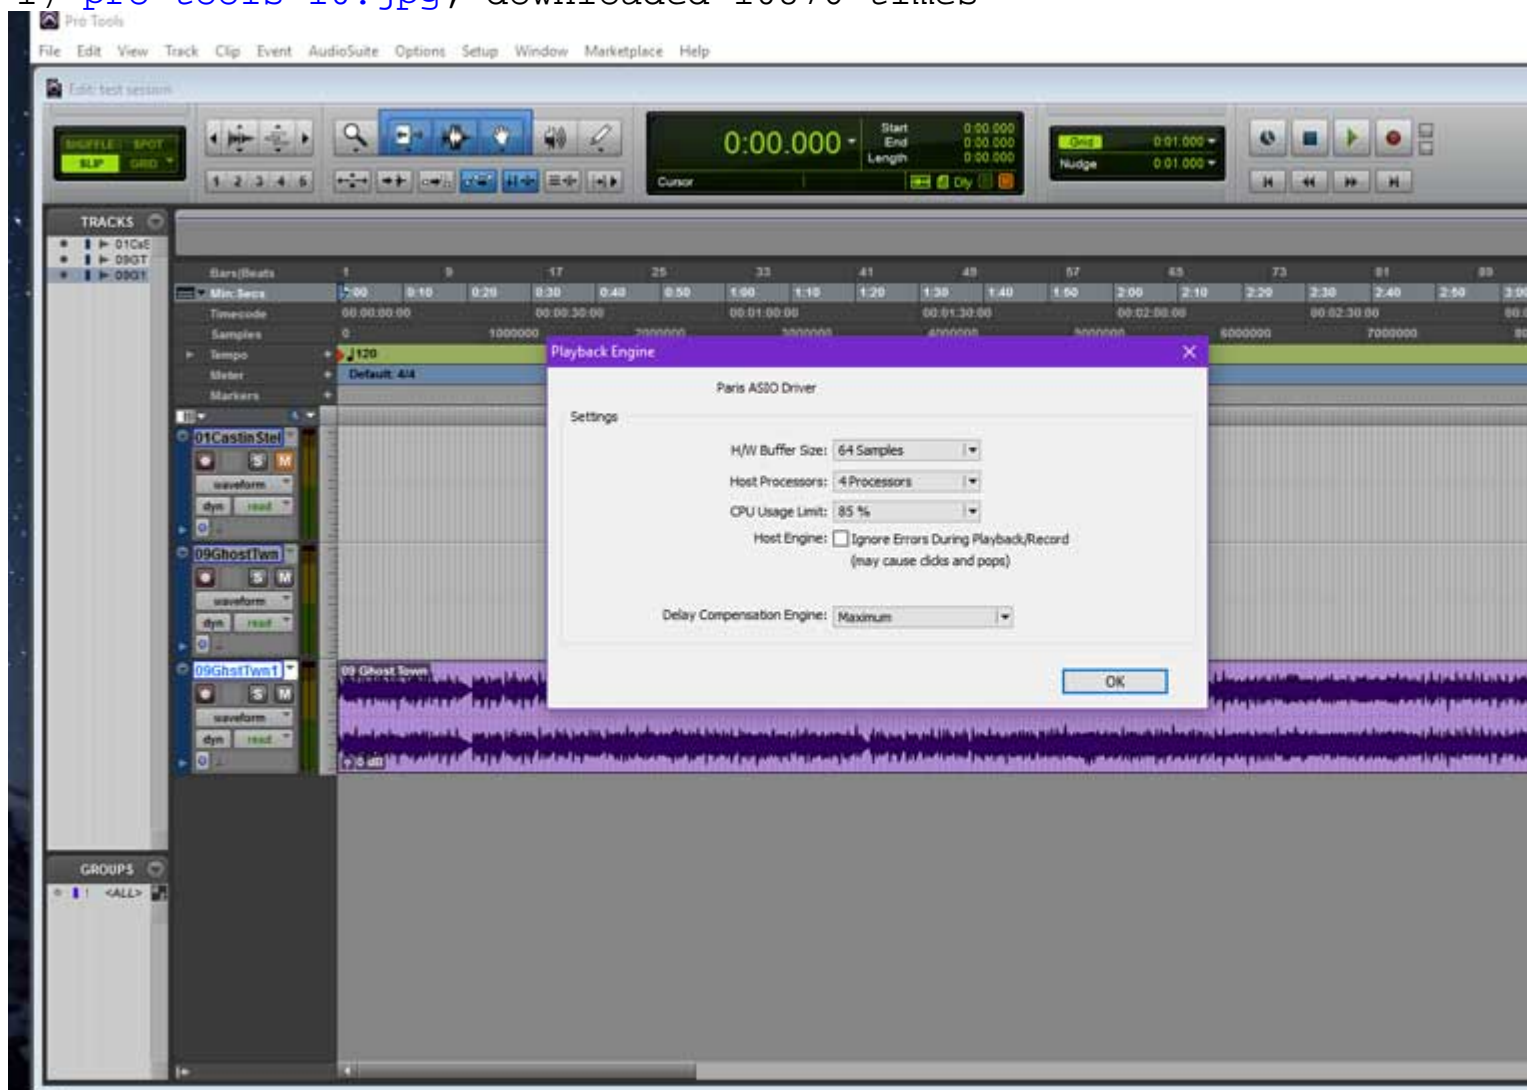 Pro Tools
File Edit View Track Clip Event AudioSuite Options Setup Window Marketplace Help
Edit: test session
SHUFFLE SPOT
SLIP GRID
1 2 3 4 5
0:00.000
Start 0:00.000
End 0:00.000
Length 0:00.000
Cursor
Dly
Grid 0:01.000
Nudge 0:01.000
TRACKS
01CaS
09GT
09GT
Bars|Beats 1 9 17 25 33 41 49 57 65 73 81 89
Min:Secs 0:00 0:10 0:20 0:30 0:40 0:50 1:00 1:10 1:20 1:30 1:40 1:50 2:00 2:10 2:20 2:30 2:40 2:50 3:00
Timecode 00:00:00:00 00:00:30:00 00:01:00:00 00:01:30:00 00:02:00:00 00:02:30:00
Samples 0 1000000 2000000 3000000 4000000 5000000 6000000 7000000
Tempo 120
Meter Default: 4/4
Markers
Playback Engine
Paris ASIO Driver
Settings
H/W Buffer Size: 64 Samples
Host Processors: 4 Processors
CPU Usage Limit: 85 %
Host Engine: Ignore Errors During Playback/Record
(may cause clicks and pops)
Delay Compensation Engine: Maximum
OK
01CastinStel
S M
waveform
dyn read
09GhostTwn
S M
waveform
dyn read
09GhstTwn1
S M
waveform
dyn read
09 Ghost Town
0 dB
GROUPS
! <ALL>